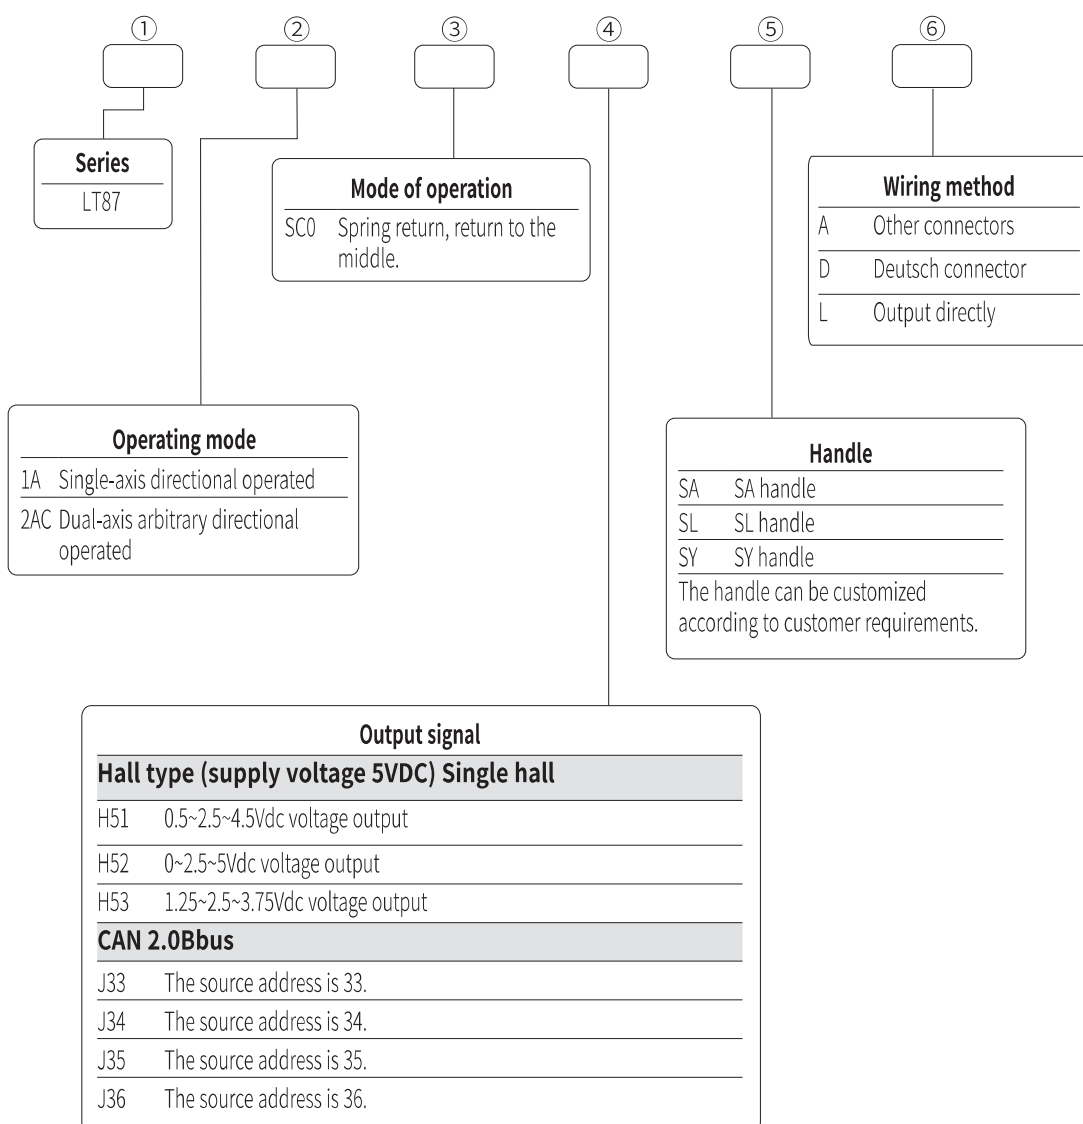 ① ② ③ ④ ⑤ ⑥
Series
LT87
Mode of operation
SC0 Spring return, return to the
middle.
Wiring method
A Other connectors
D Deutsch connector
L Output directly
Operating mode
1A Single-axis directional operated
2AC Dual-axis arbitrary directional
operated
Handle
SA SA handle
SL SL handle
SY SY handle
The handle can be customized
according to customer requirements.
Output signal
Hall type (supply voltage 5VDC) Single hall
H51 0.5~2.5~4.5Vdc voltage output
H52 0~2.5~5Vdc voltage output
H53 1.25~2.5~3.75Vdc voltage output
CAN 2.0Bbus
J33 The source address is 33.
J34 The source address is 34.
J35 The source address is 35.
J36 The source address is 36.